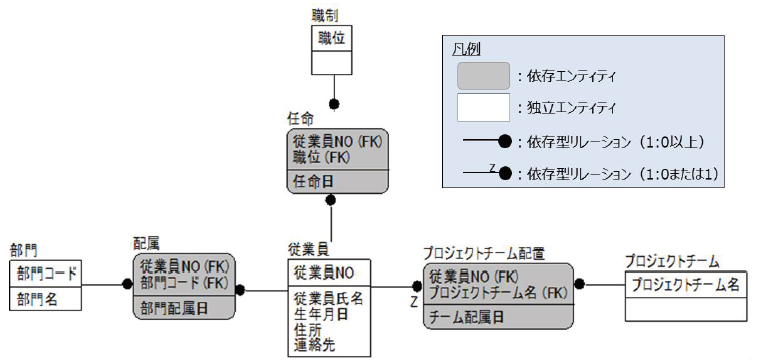 職制
職位
凡例
：依存エンティティ
：独立エンティティ
：依存型リレーション（1:0以上）
Z
：依存型リレーション（1:0または1）
任命
従業員NO (FK)
職位 (FK)
任命日
部門
部門コード
部門名
配属
従業員NO (FK)
部門コード (FK)
部門配属日
従業員
従業員NO
従業員氏名
生年月日
住所
連絡先
Z
プロジェクトチーム配置
従業員NO (FK)
プロジェクトチーム名 (FK)
チーム配属日
プロジェクトチーム
プロジェクトチーム名